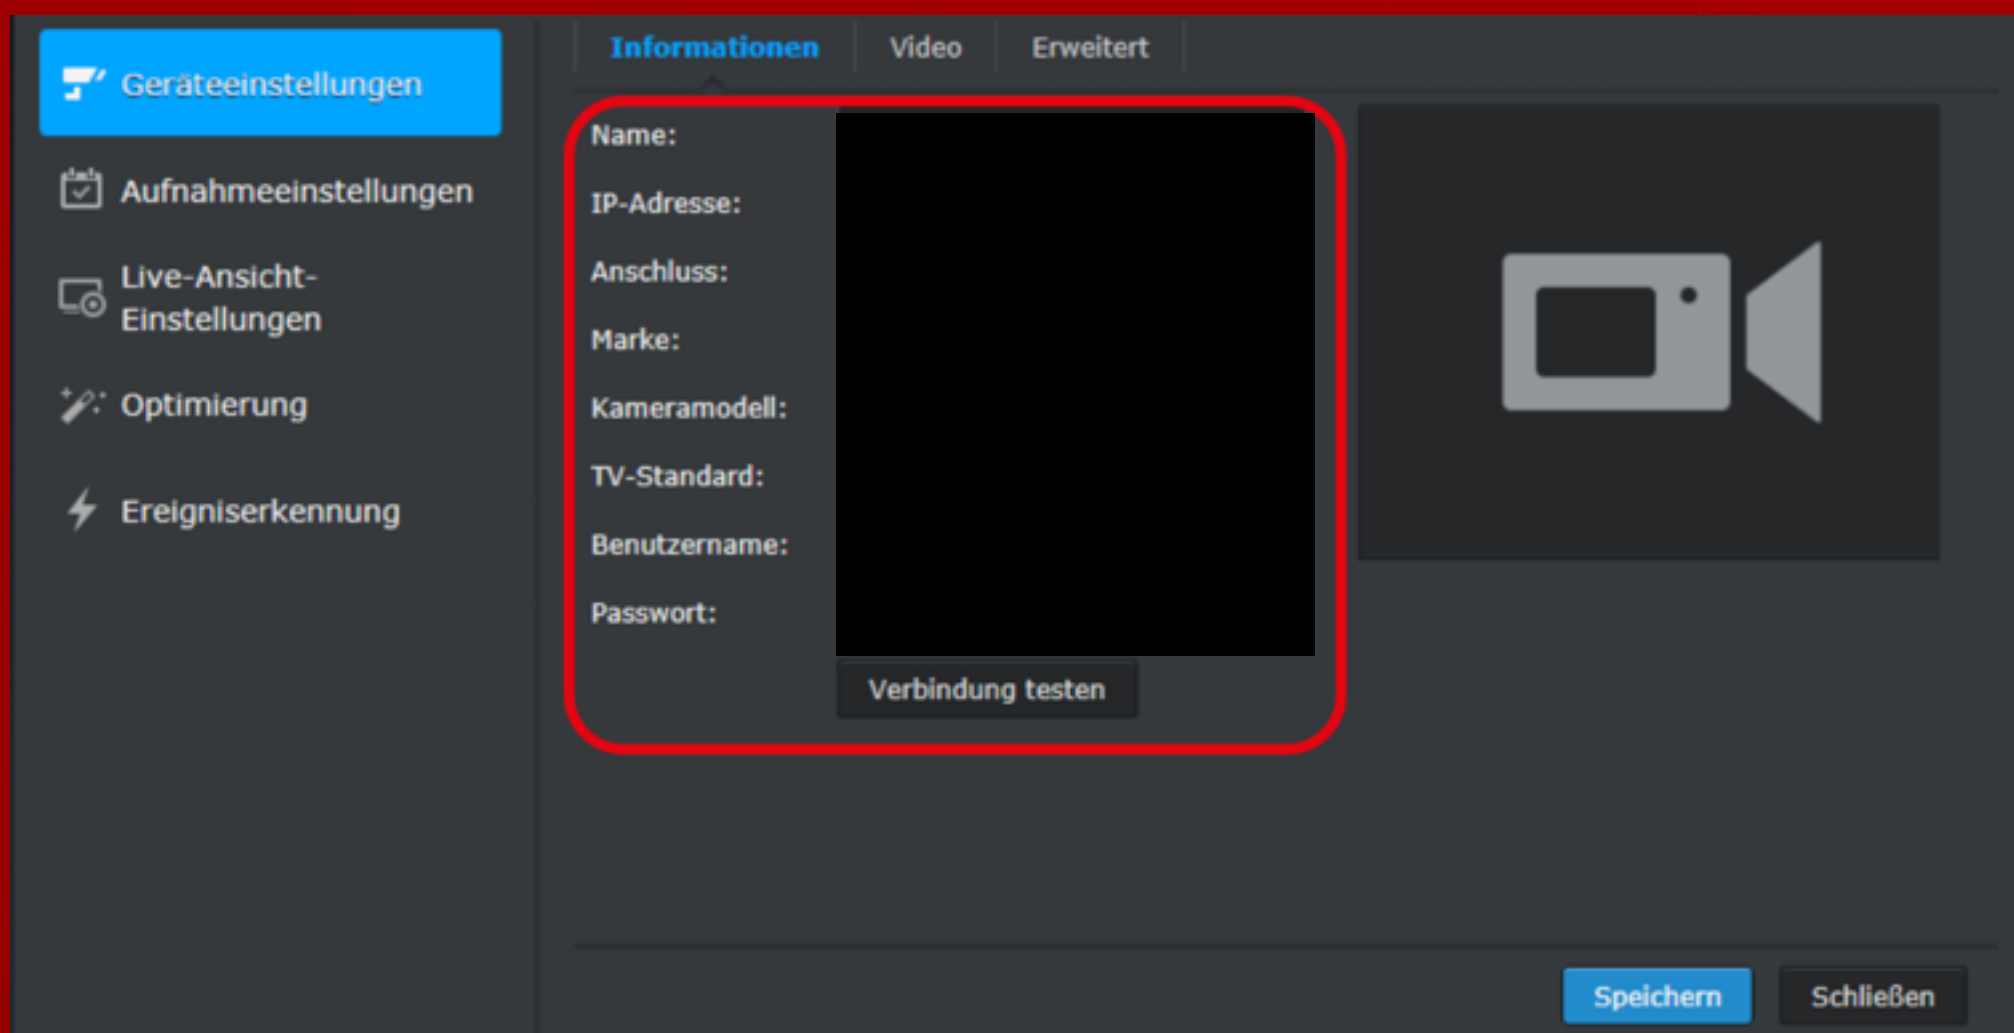 Geräteeinstellungen
Aufnahmeeinstellungen
Live-Ansicht-
Einstellungen
Optimierung
Ereigniserkennung
Informationen
Video
Erweitert
Name:
IP-Adresse:
Anschluss:
Marke:
Kameramodell:
TV-Standard:
Benutzername:
Passwort:
Verbindung testen
Speichern
Schließen